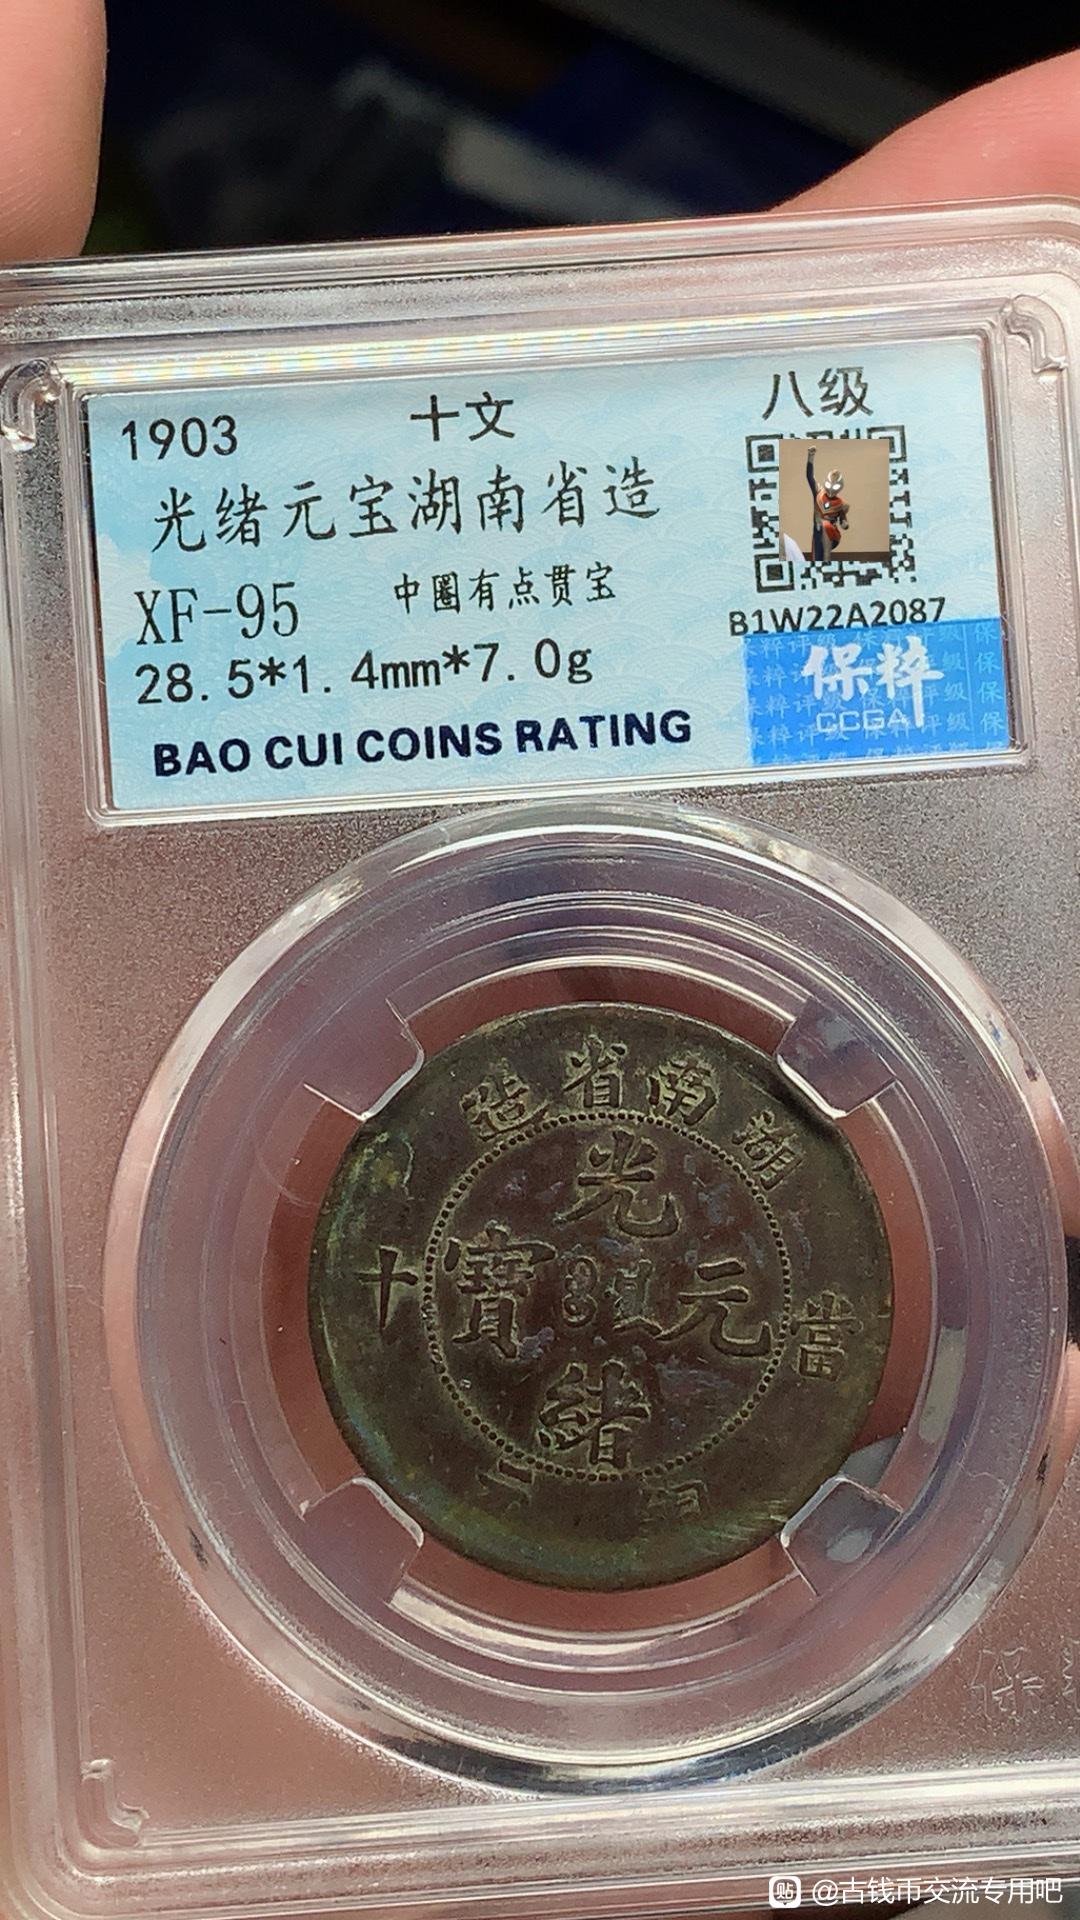 1903 十文 八级
光绪元宝湖南省造
XF-95 中圈有点贯宝
B1W22A2087
28.5*1.4mm*7.0g
保粹
CCGA
BAO CUI COINS RATING
造省南湖
光
十 寶 元 當
緒
元
貼 @古钱币交流专用吧